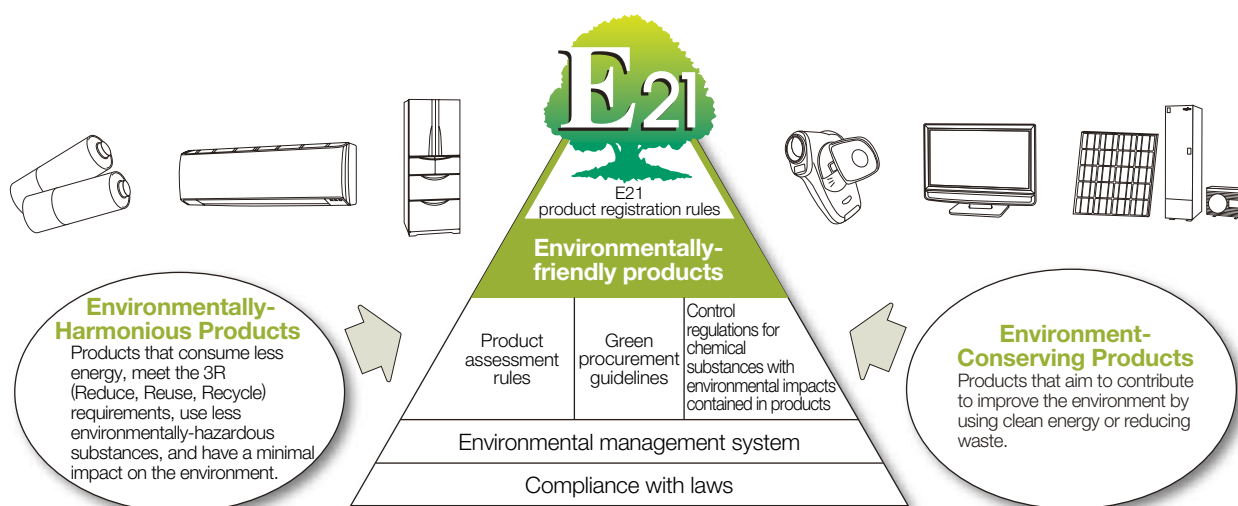 E21
E21
product registration rules
Environmentally-
friendly products
Environmentally-
Harmonious Products
Products that consume less
energy, meet the 3R
(Reduce, Reuse, Recycle)
requirements, use less
environmentally-hazardous
substances, and have a minimal
impact on the environment.
Product
assessment
rules
Green
procurement
guidelines
Control
regulations for
chemical
substances with
environmental impacts
contained in products
Environment-
Conserving Products
Products that aim to contribute
to improve the environment by
using clean energy or reducing
waste.
Environmental management system
Compliance with laws